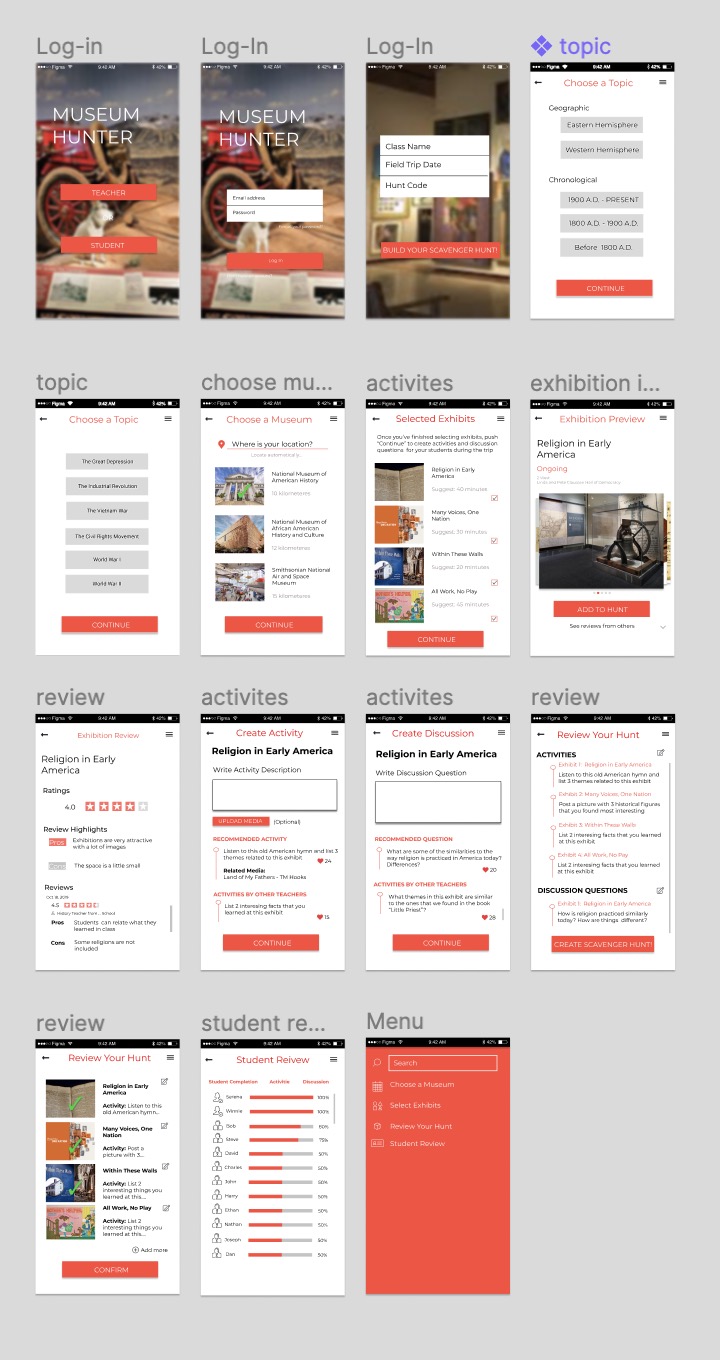 Log-in
●●●○○ Figma 9:42 AM 42%
MUSEUM
HUNTER
TEACHER
STUDENT
Log-In
●●●○○ Figma 9:42 AM 42%
MUSEUM
HUNTER
Email address
Password
Log In
Log-In
●●●○○ Figma 9:42 AM 42%
Class Name
Field Trip Date
Hunt Code
BUILD YOUR SCAVENGER HUNT!
topic
●●●○○ Figma 9:42 AM 42%
Choose a Topic
Geographic
Eastern Hemisphere
Western Hemisphere
Chronological
1900 A.D. - PRESENT
1800 A.D. - 1900 A.D.
Before 1800 A.D.
CONTINUE
topic
●●●○○ Figma 9:42 AM 42%
Choose a Topic
The Great Depression
The Industrial Revolution
The Vietnam War
The Civil Rights Movement
World War I
World War II
CONTINUE
choose mu...
●●●○○ Figma 9:42 AM 42%
Choose a Museum
Where is your location?
Locate automatically
National Museum of
American History
10 kilometeres
National Museum of
African American
History and Culture
12 kilometeres
Smithsonian National
Air and Space
Museum
15 kilometeres
CONTINUE
activites
●●●○○ Figma 9:42 AM 42%
Selected Exhibits
Once you've finished selecting exhibits, push
"Continue" to create activities and discussion
questions for your students during the trip
Religion in Early
America
Suggest: 40 minutes
Many Voices, One
Nation
Suggest: 30 minutes
Within These Walls
Suggest: 20 mintuses
All Work, No Play
Suggest: 45 minutes
CONTINUE
exhibition i...
●●●○○ Figma 9:42 AM 42%
Exhibition Preview
Religion in Early
America
Ongoing
ADD TO HUNT
See reviews from others
review
●●●○○ Figma 9:42 AM 42%
Exhibition Review
Religion in Early
America
Ratings
4.0
Review Highlights
Pros Exhibitions are very attractive
with a lot of images
Cons The space is a little small
Reviews
Oct 18, 2019
4.5
History teacher from ... School
Pros Students can relate what they
learned in class
Cons Some religions are not
included
activites
●●●○○ Figma 9:42 AM 42%
Create Activity
Religion in Early America
Write Activity Description
UPLOAD MEDIA (Optional)
RECOMMENDED ACTIVITY
Listen to this old American hymn and list 3
themes related to this exhibit
24
Related Media:
Land of My Fathers - TM Hooks
ACTIVITIES BY OTHER TEACHERS
List 2 interesing facts that you
learned at this exhibit
15
CONTINUE
activites
●●●○○ Figma 9:42 AM 42%
Create Discussion
Religion in Early America
Write Discussion Question
RECOMMENDED QUESTION
What are some of the similarities to the
way religion is practiced in America today?
Differences?
20
ACTIVITIES BY OTHER TEACHERS
What themes in this exhibit are similar
to the ones that we found in the book
"Little Priest"?
28
CONTINUE
review
●●●○○ Figma 9:42 AM 42%
Review Your Hunt
ACTIVITIES
Exhibit 1: Religion in Early America
Listen to this old American hymn and
list 3 themes related to this exhibit
Exhibit 2: Many Voices, One Nation
Post a picture with 3 historical figures
that you found most interesting
Exhibit 3: Within These Walls
List 2 interesing facts that you learned
at this exhibit
Exhibit 4: All Work, No Play
List 2 interesing facts that you learned
at this exhibit
DISCUSSION QUESTIONS
Exhibit 1: Religion in Early America
How is religion practiced similarly
today? How are things different?
CREATE SCAVENGER HUNT!
review
●●●○○ Figma 9:42 AM 42%
Review Your Hunt
Religion in Early
America
Activity: Listen to this
old American hymn...
Many Voices, One
Nation
Activity: Post a
picture with 3...
Within These Walls
Activity: List 2
interesting things you
learned at this...
All Work, No Play
Activity: List 2
interesting things you
learned at this...
Add more
CONFIRM
student re...
●●●○○ Figma 9:42 AM 42%
Student Reivew
Student Completion Activitie Discussion
Serena 100%
Winnie 100%
Bob 80%
Steve 75%
David 50%
Charles 50%
John 50%
Harry 50%
Ethan 50%
Nathan 50%
Joseph 50%
Dan 50%
Menu
●●●○○ Figma 9:42 AM 42%
Search
Choose a Museum
Select Exhibits
Review Your Hunt
Student Review